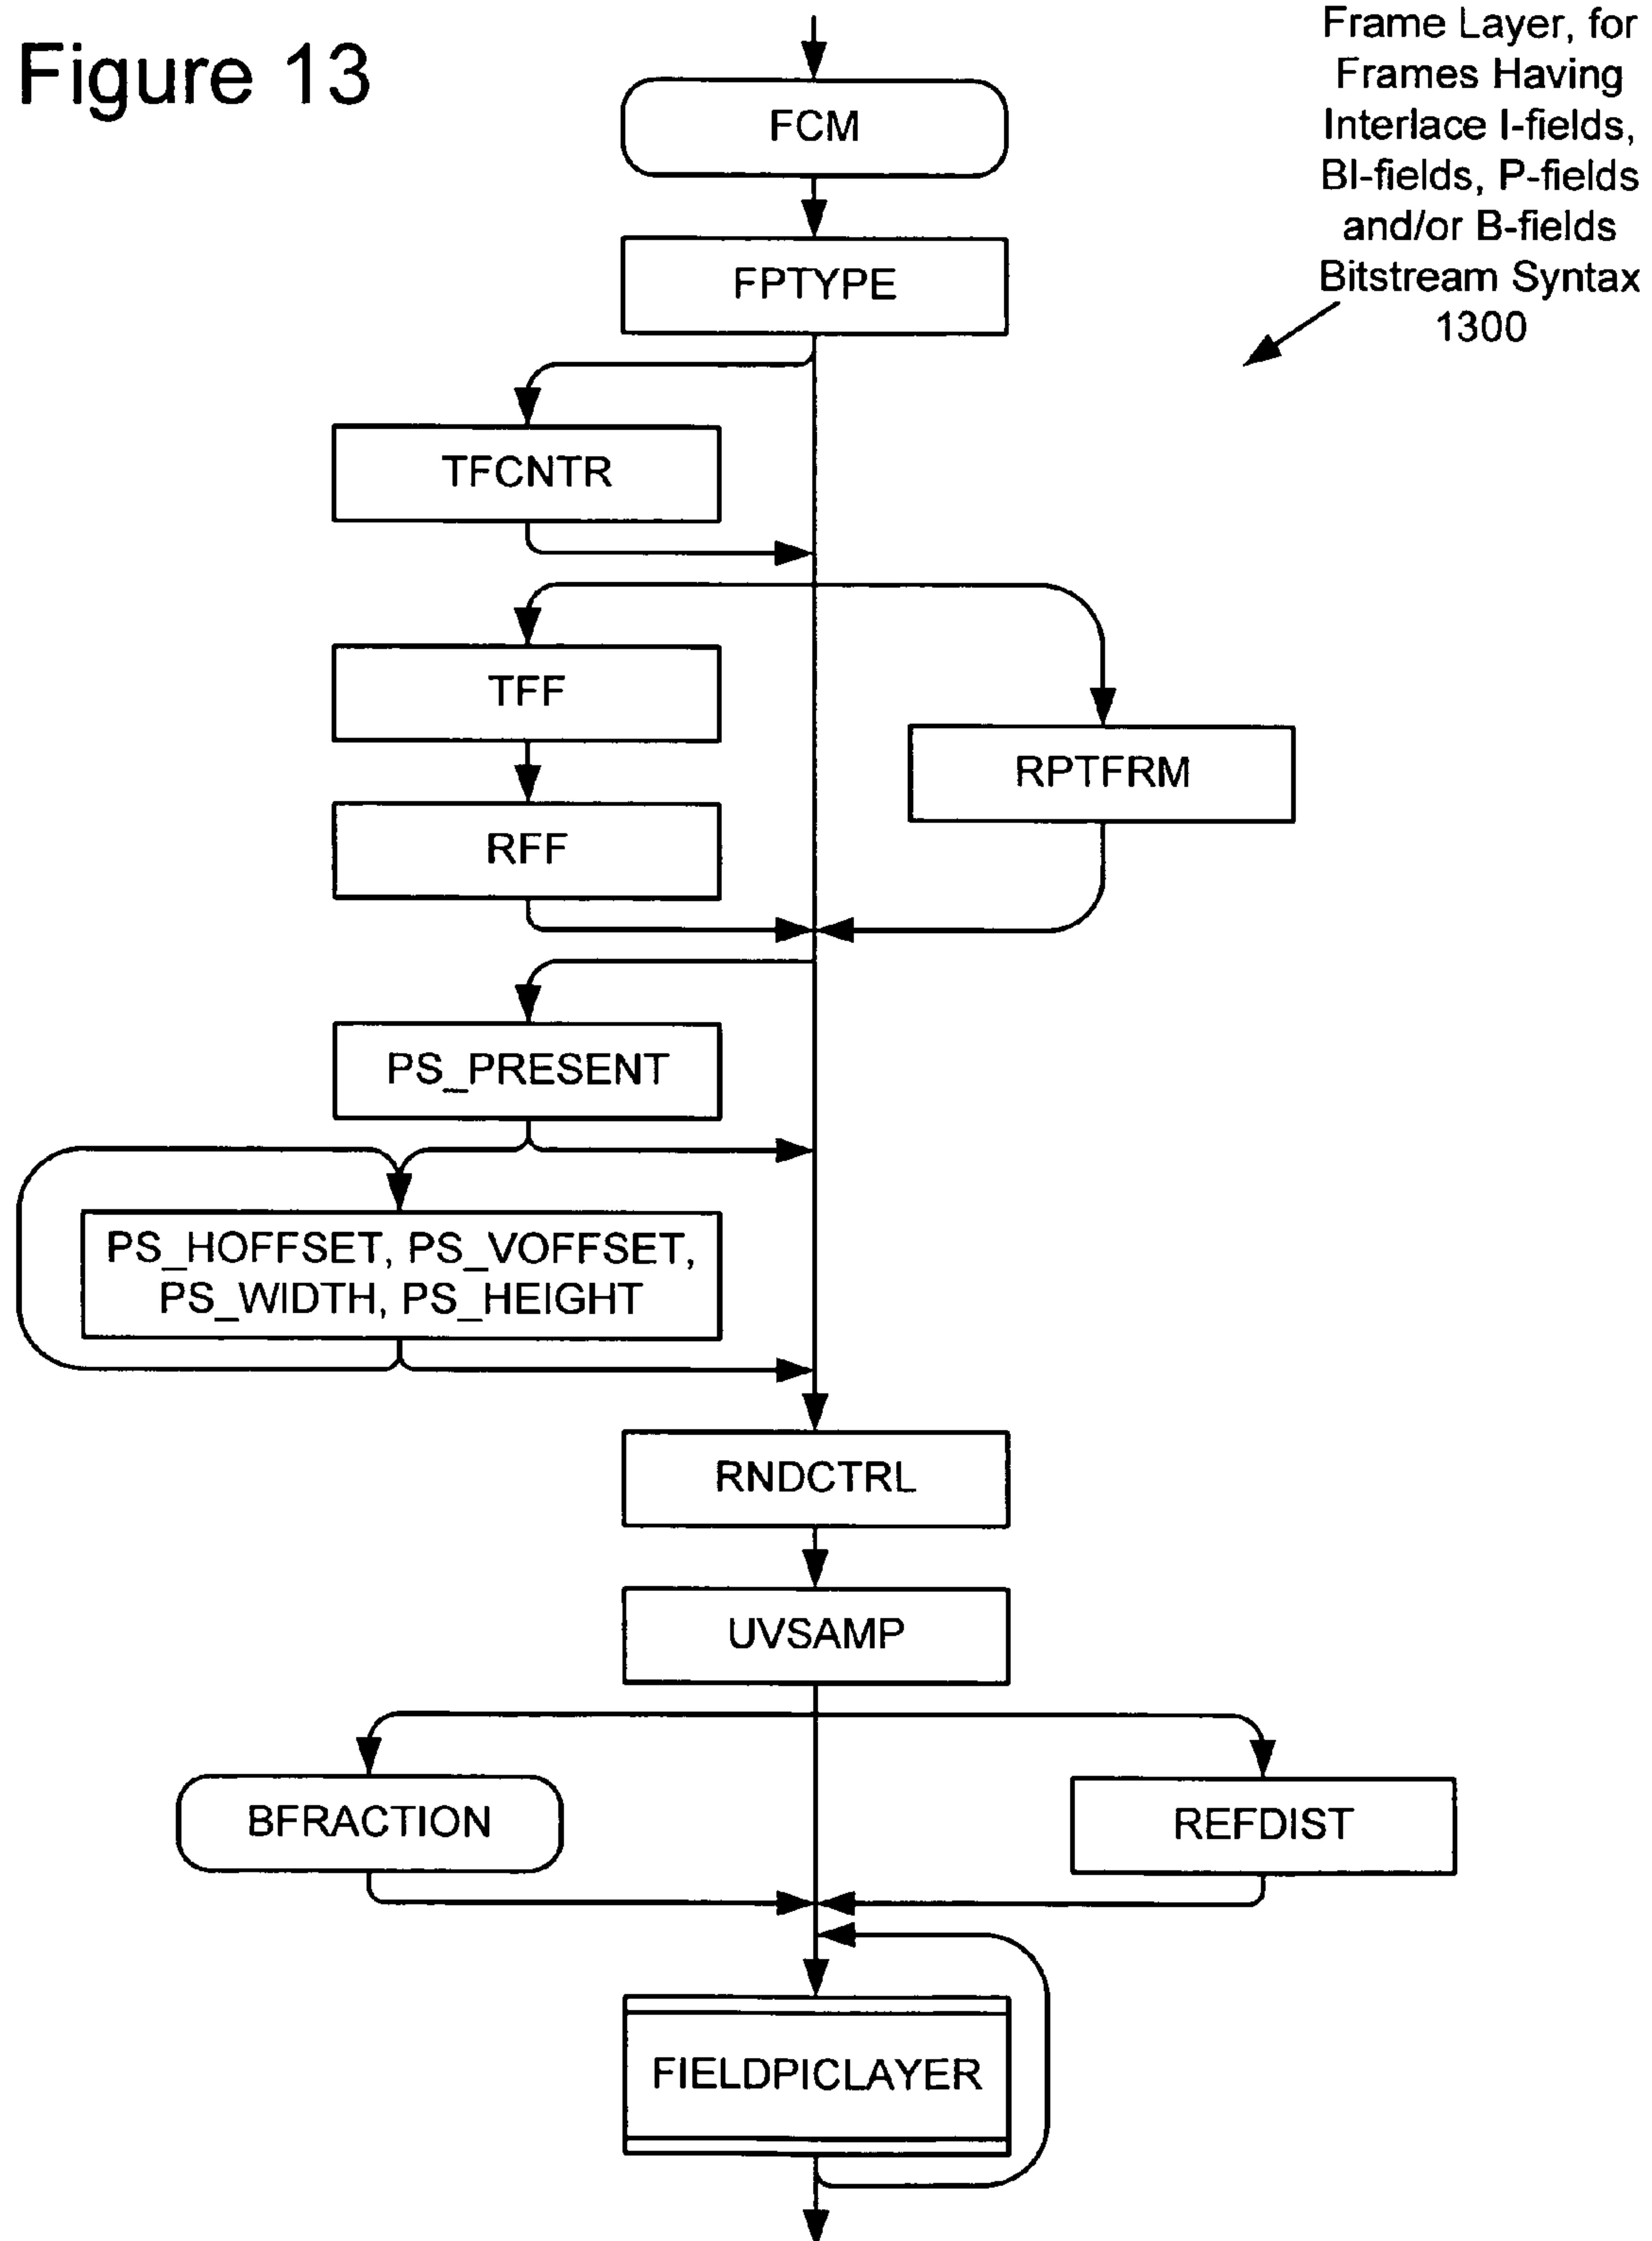 Figure 13
Frame Layer, for
Frames Having
Interlace I-fields,
BI-fields, P-fields
and/or B-fields
Bitstream Syntax
1300
FCM
FPTYPE
TFCNTR
TFF
RPTFRM
RFF
PS_PRESENT
PS_HOFFSET, PS_VOFFSET,
PS_WIDTH, PS_HEIGHT
RNDCTRL
UVSAMP
BFRACTION
REFDIST
FIELDPICLAYER